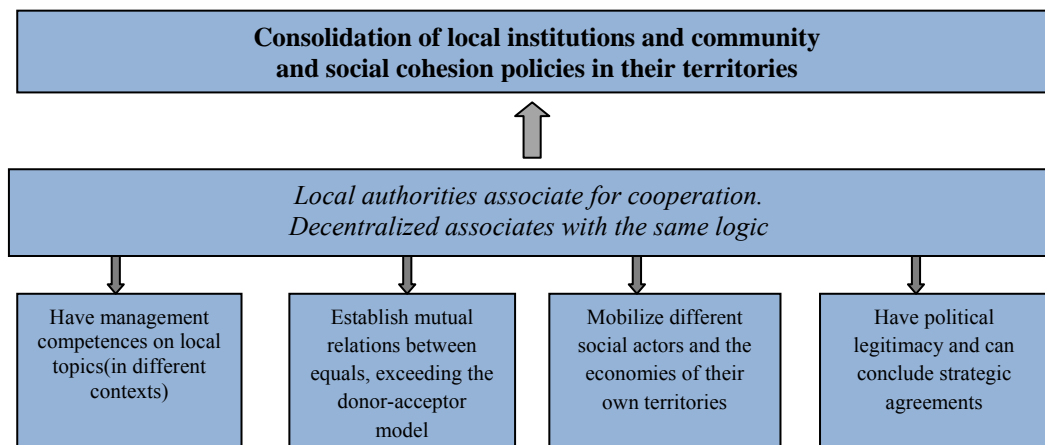 Consolidation of local institutions and community
and social cohesion policies in their territories
Local authorities associate for cooperation.
Decentralized associates with the same logic
Have management
competences on local
topics(in different
contexts)
Establish mutual
relations between
equals, exceeding the
donor-acceptor
model
Mobilize different
social actors and the
economies of their
own territories
Have political
legitimacy and can
conclude strategic
agreements